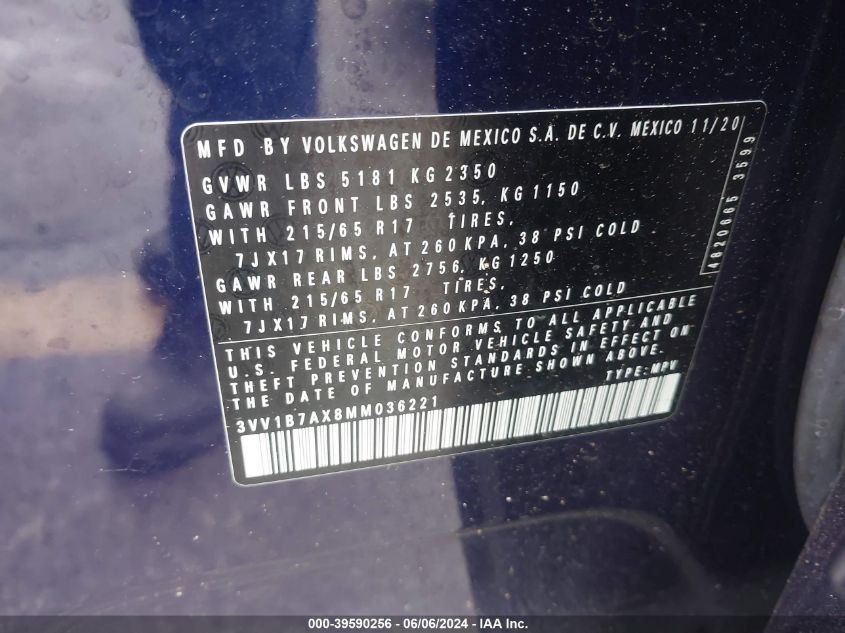 MFD BY VOLKSWAGEN DE MEXICO S.A. DE C.V. MEXICO 11/20
GVWR LBS 5181 KG 2350
GAWR FRONT LBS 2535, KG 1150
WITH 215/65 R17 TIRES,
7JX17 RIMS, AT 260 KPA, 38 PSI COLD
GAWR REAR LBS 2756, KG 1250
WITH 215/65 R17 TIRES,
7JX17 RIMS, AT 260 KPA, 38 PSI COLD
4820665 3599
THIS VEHICLE CONFORMS TO ALL APPLICABLE
U.S. FEDERAL MOTOR VEHICLE SAFETY AND
THEFT PREVENTION STANDARDS IN EFFECT ON
THE DATE OF MANUFACTURE SHOWN ABOVE.
TYPE: MPV
3VV1B7AX8MM036221
000-39590256 - 06/06/2024 - IAA Inc.